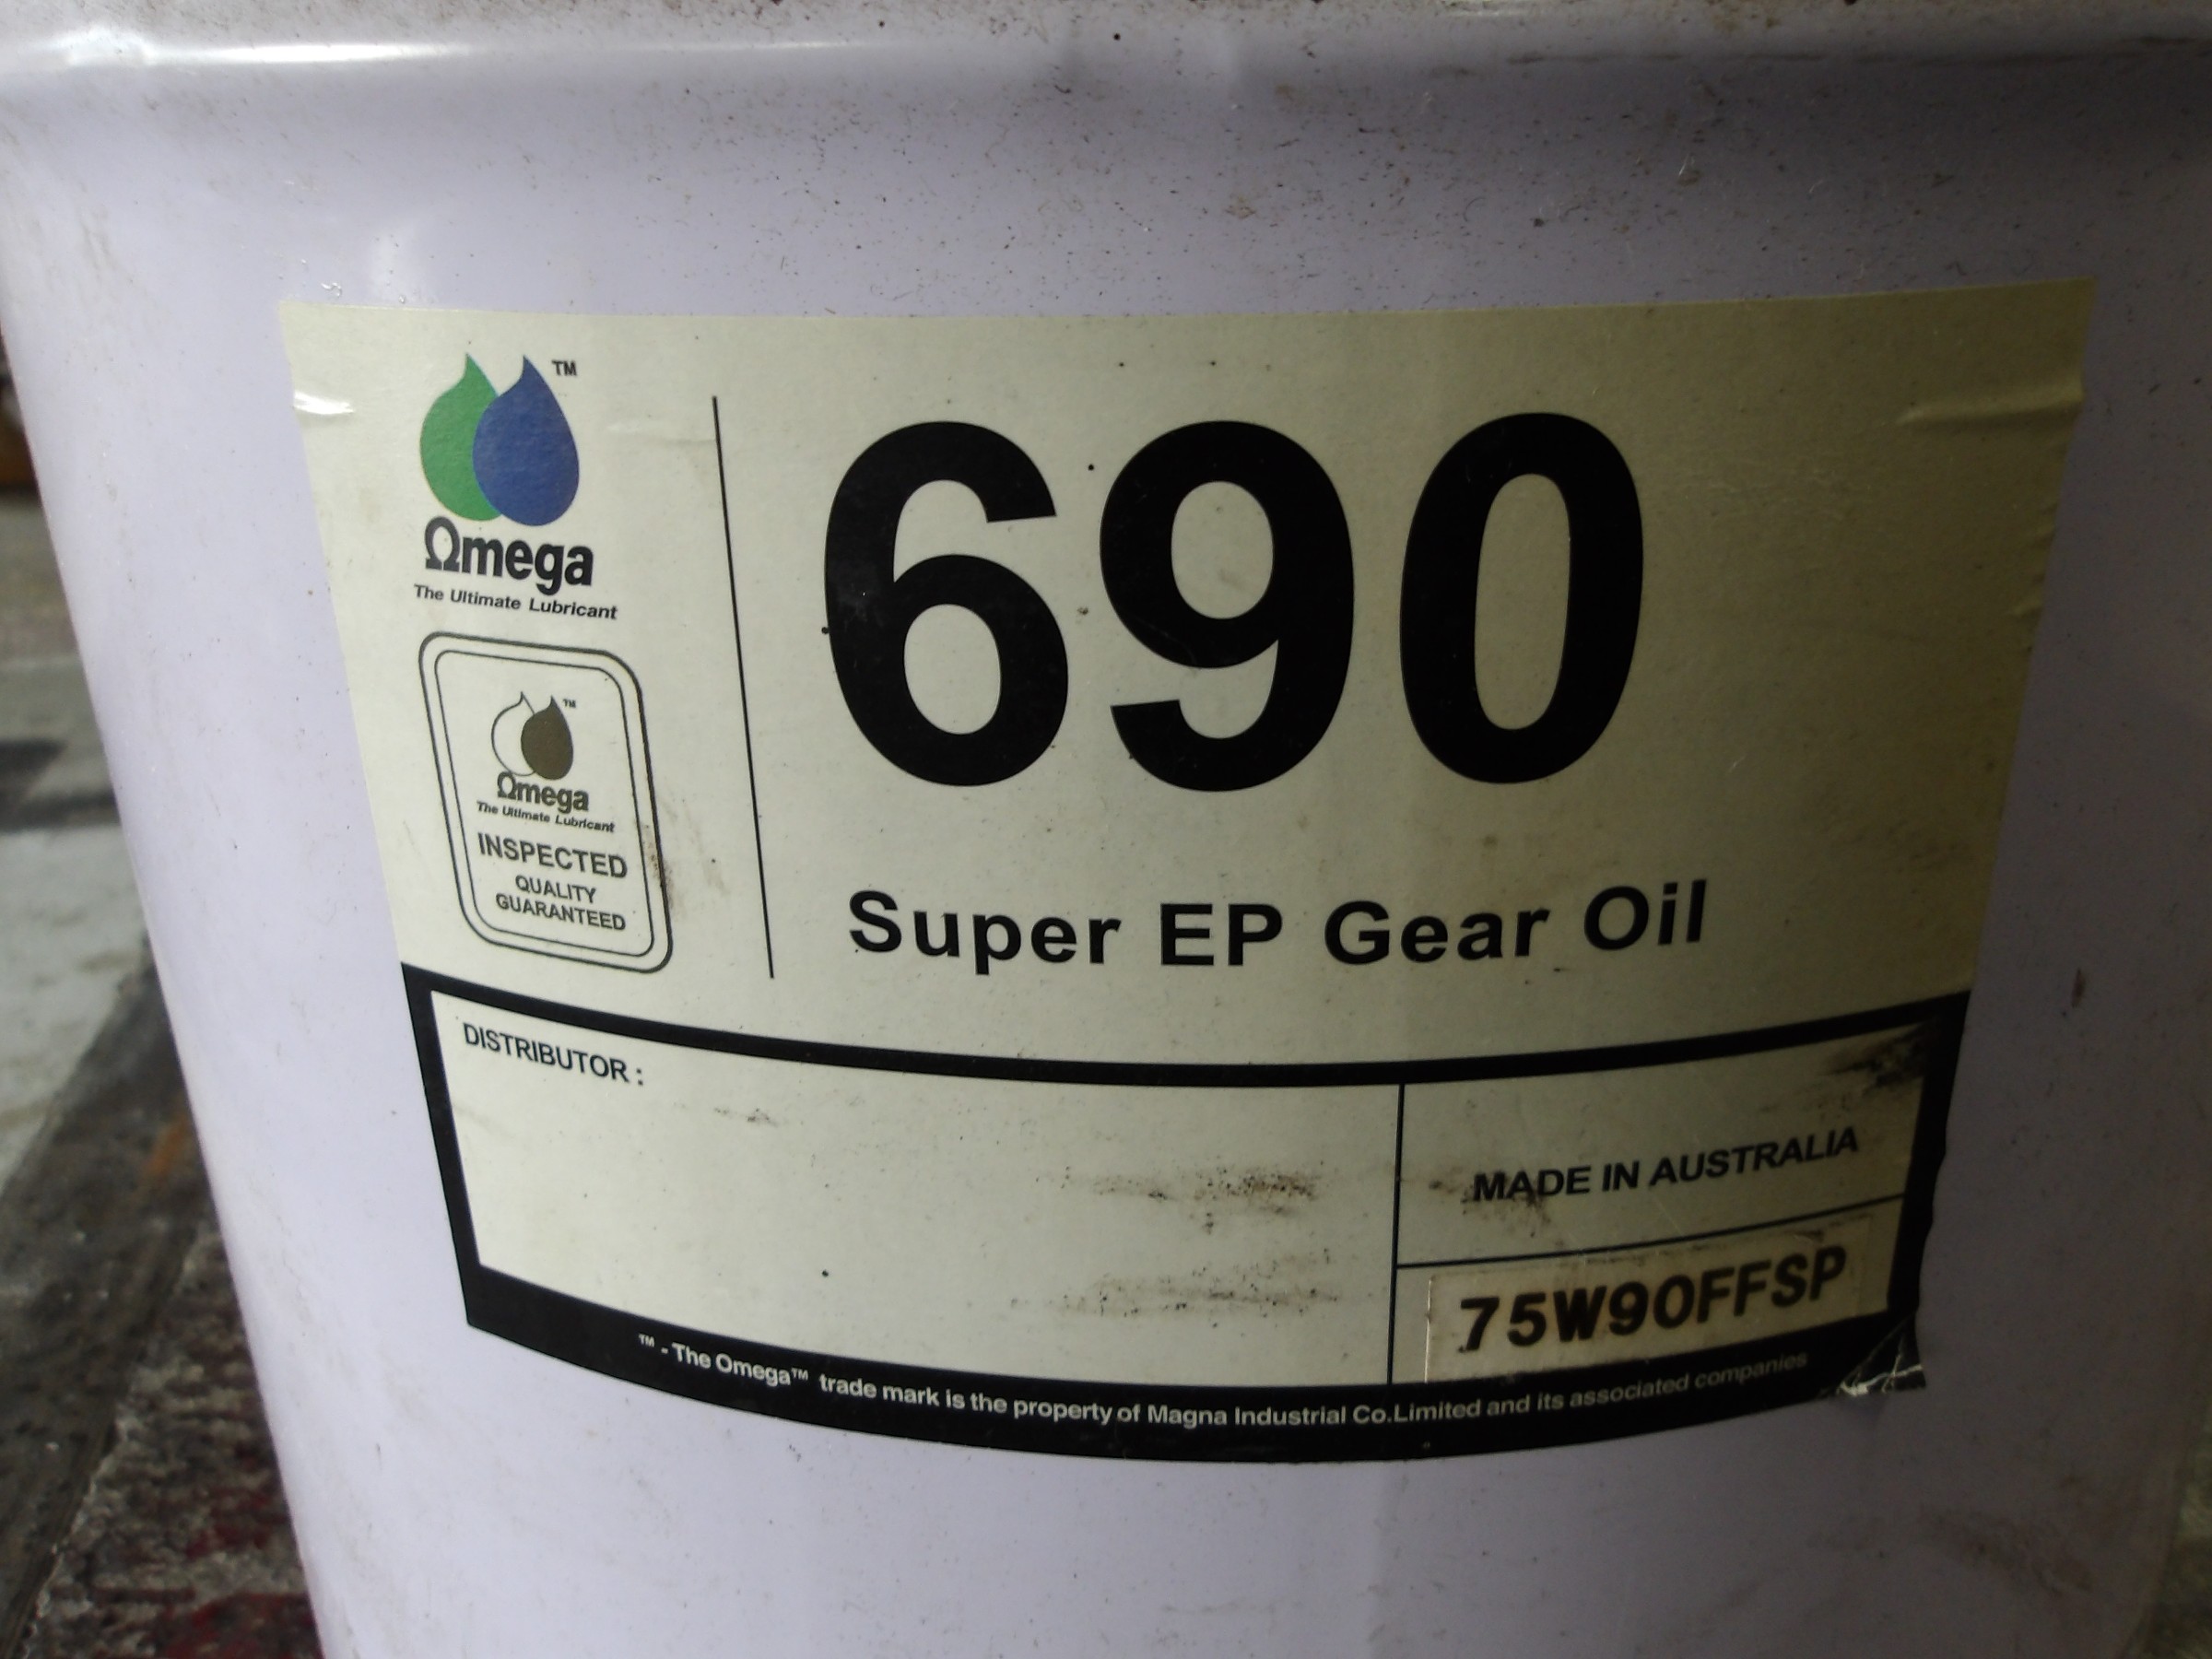 TM
Ωmega
The Ultimate Lubricant
TM
Ωmega
The Ultimate Lubricant
INSPECTED
QUALITY
GUARANTEED
690
Super EP Gear Oil
DISTRIBUTOR :
MADE IN AUSTRALIA
75W90FFSP
™ - The Omega™ trade mark is the property of Magna Industrial Co.Limited and its associated companies